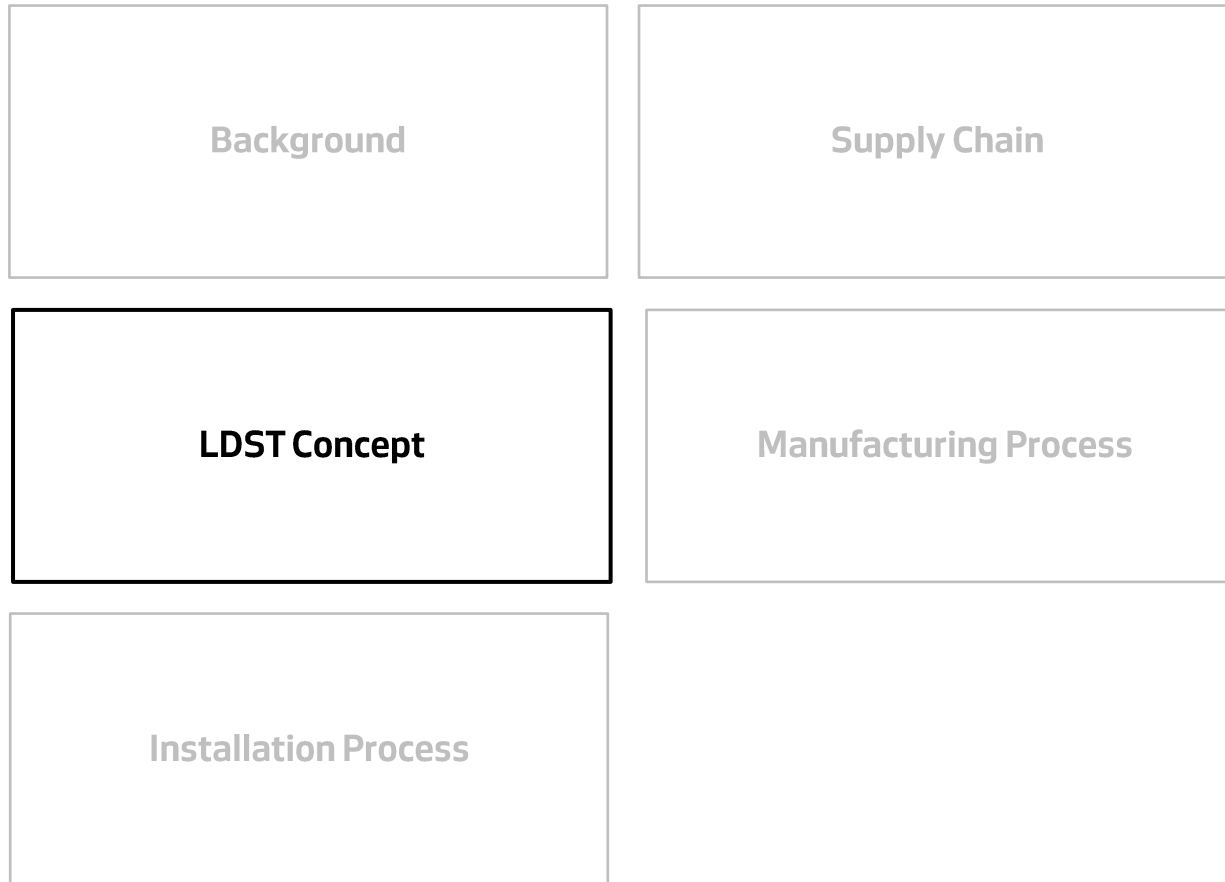 Background
Supply Chain
LDST Concept
Manufacturing Process
Installation Process